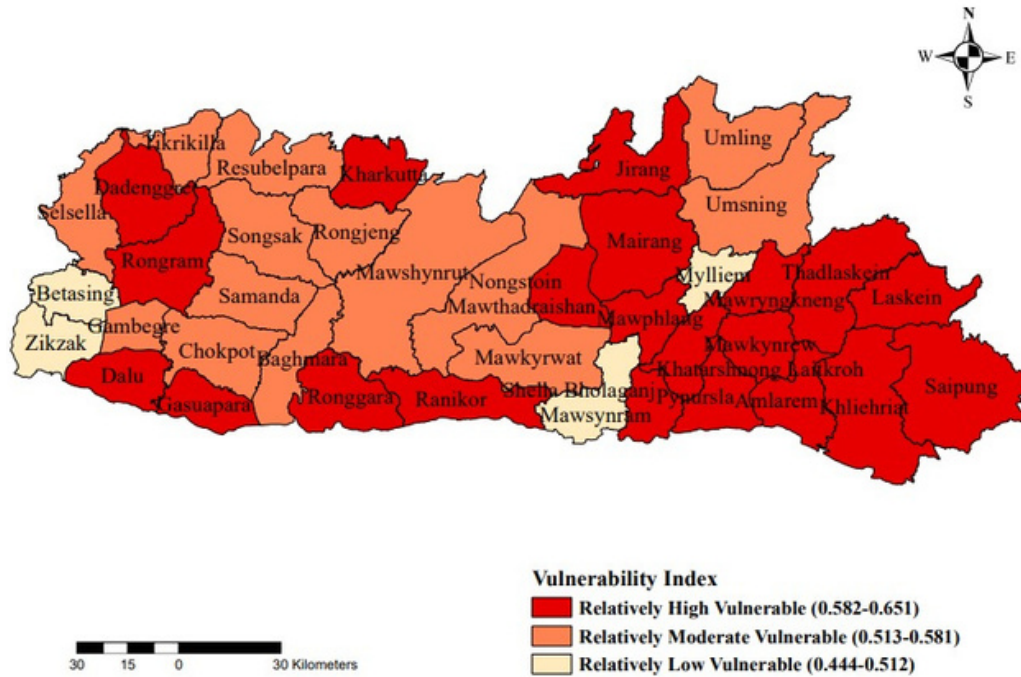 N
W E
S
Umling
Tikrikilla
Resubelpara
Kharkutta
Jirang
Dadenggre
Selsella
Umsning
Songsak
Rongjeng
Mairang
Rongram
Mawshynrut
Nongstoin
Mylliem
Thadlaskein
Betasing
Samanda
Mawthadraishan
Mawryngkneng
Laskein
Gambegre
Mawphlang
Zikzak
Chokpot
Baghmara
Mawkyrwat
Mawkynrew
Dalu
Khatarshnong Laitkroh
Saipung
Gasuapara
Ronggara
Ranikor
Shella Bholaganj
Pynursla
Amlarem
Khliehriat
Mawsynram
Vulnerability Index
Relatively High Vulnerable (0.582-0.651)
Relatively Moderate Vulnerable (0.513-0.581)
Relatively Low Vulnerable (0.444-0.512)
30 15 0 30 Kilometers